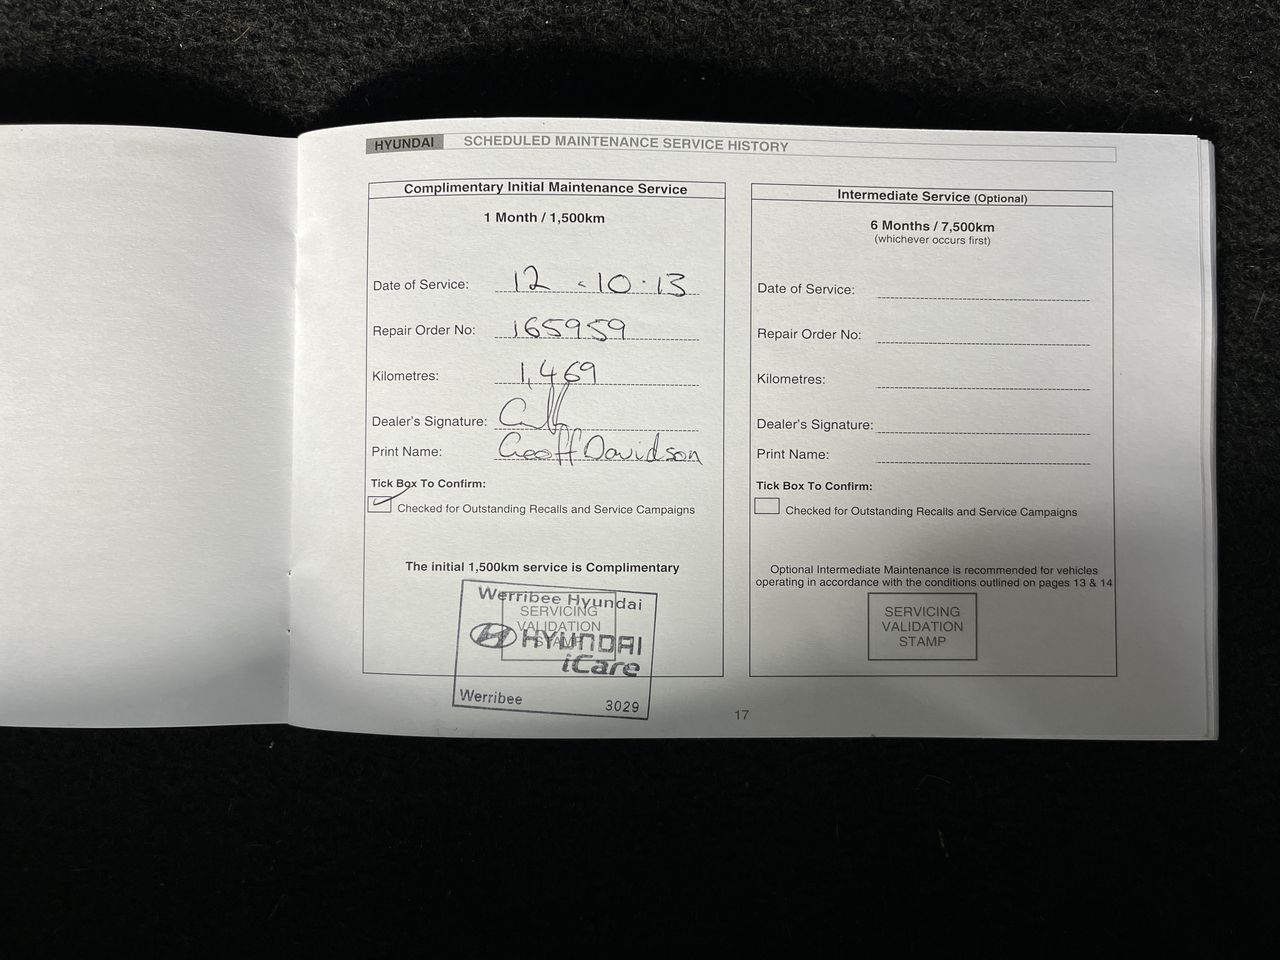 HYUNDAI SCHEDULED MAINTENANCE SERVICE HISTORY
Complimentary Initial Maintenance Service
1 Month / 1,500km
Date of Service: 12 . 10 . 13
Repair Order No: 165959
Kilometres: 1,469
Dealer's Signature:
Print Name: Geoff Davidson
Tick Box To Confirm:
Checked for Outstanding Recalls and Service Campaigns
The initial 1,500km service is Complimentary
Werribee Hyundai
SERVICING
VALIDATION
STAMP
HYUNDAI
iCare
Werribee 3029
Intermediate Service (Optional)
6 Months / 7,500km
(whichever occurs first)
Date of Service:
Repair Order No:
Kilometres:
Dealer's Signature:
Print Name:
Tick Box To Confirm:
Checked for Outstanding Recalls and Service Campaigns
Optional Intermediate Maintenance is recommended for vehicles
operating in accordance with the conditions outlined on pages 13 & 14
SERVICING
VALIDATION
STAMP
17